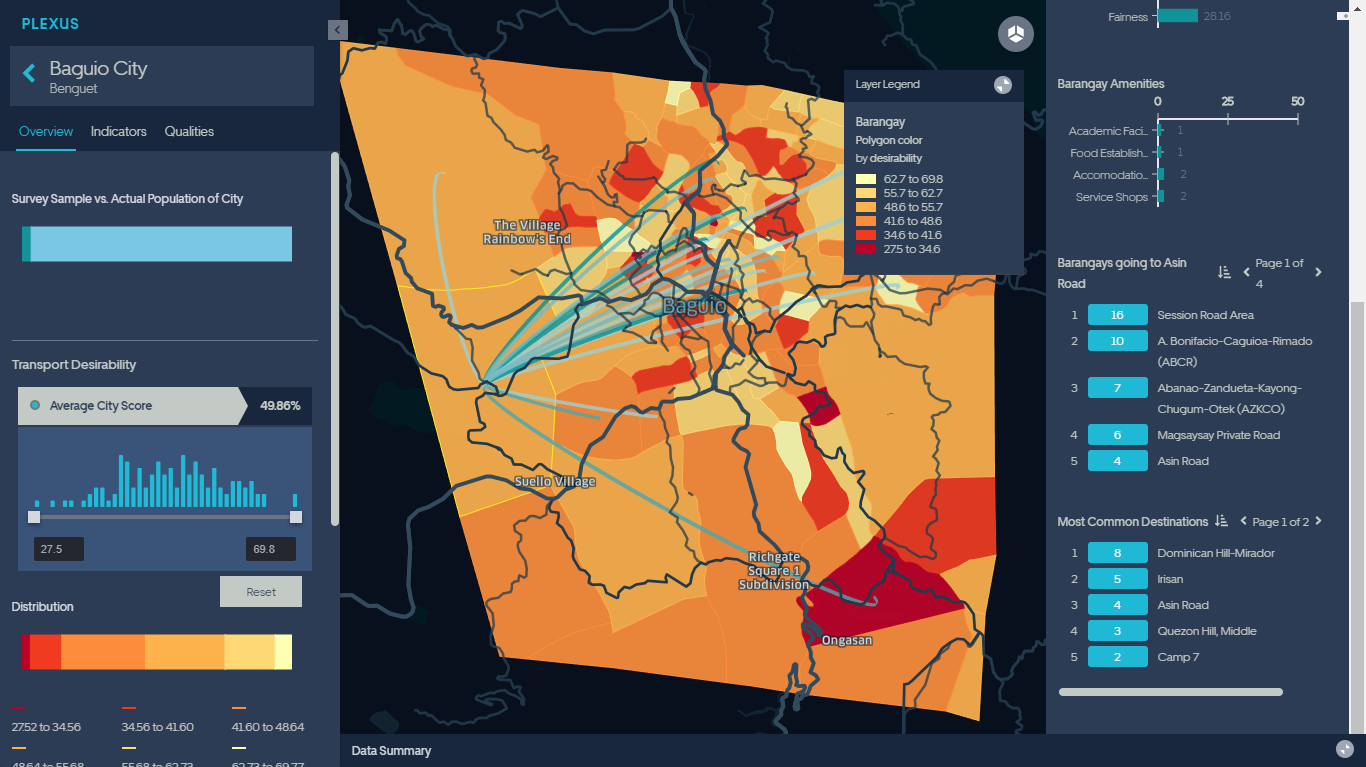 PLEXUS
Baguio City
Benguet
Overview Indicators Qualities
Survey Sample vs. Actual Population of City
Transport Desirability
Average City Score 49.86%
27.5 69.8
Reset
Distribution
27.52 to 34.56 34.56 to 41.60 41.60 to 48.64
48.64 to 55.68 55.68 to 62.73 62.73 to 69.77
The Village
Rainbow's End
Baguio
Suello Village
Richgate
Square 1
Subdivision
Ongasan
Layer Legend
Barangay
Polygon color
by desirability
62.7 to 69.8
55.7 to 62.7
48.6 to 55.7
41.6 to 48.6
34.6 to 41.6
27.5 to 34.6
Data Summary
Fairness 28.16
Barangay Amenities
0 25 50
Academic Faci... 1
Food Establish... 1
Accomodatio... 2
Service Shops 2
Barangays going to Asin
Road
Page 1 of
4
1 16 Session Road Area
2 10 A. Bonifacio-Caguioa-Rimado
(ABCR)
3 7 Abanao-Zandueta-Kayong-
Chugum-Otek (AZKCO)
4 6 Magsaysay Private Road
5 4 Asin Road
Most Common Destinations Page 1 of 2
1 8 Dominican Hill-Mirador
2 5 Irisan
3 4 Asin Road
4 3 Quezon Hill, Middle
5 2 Camp 7